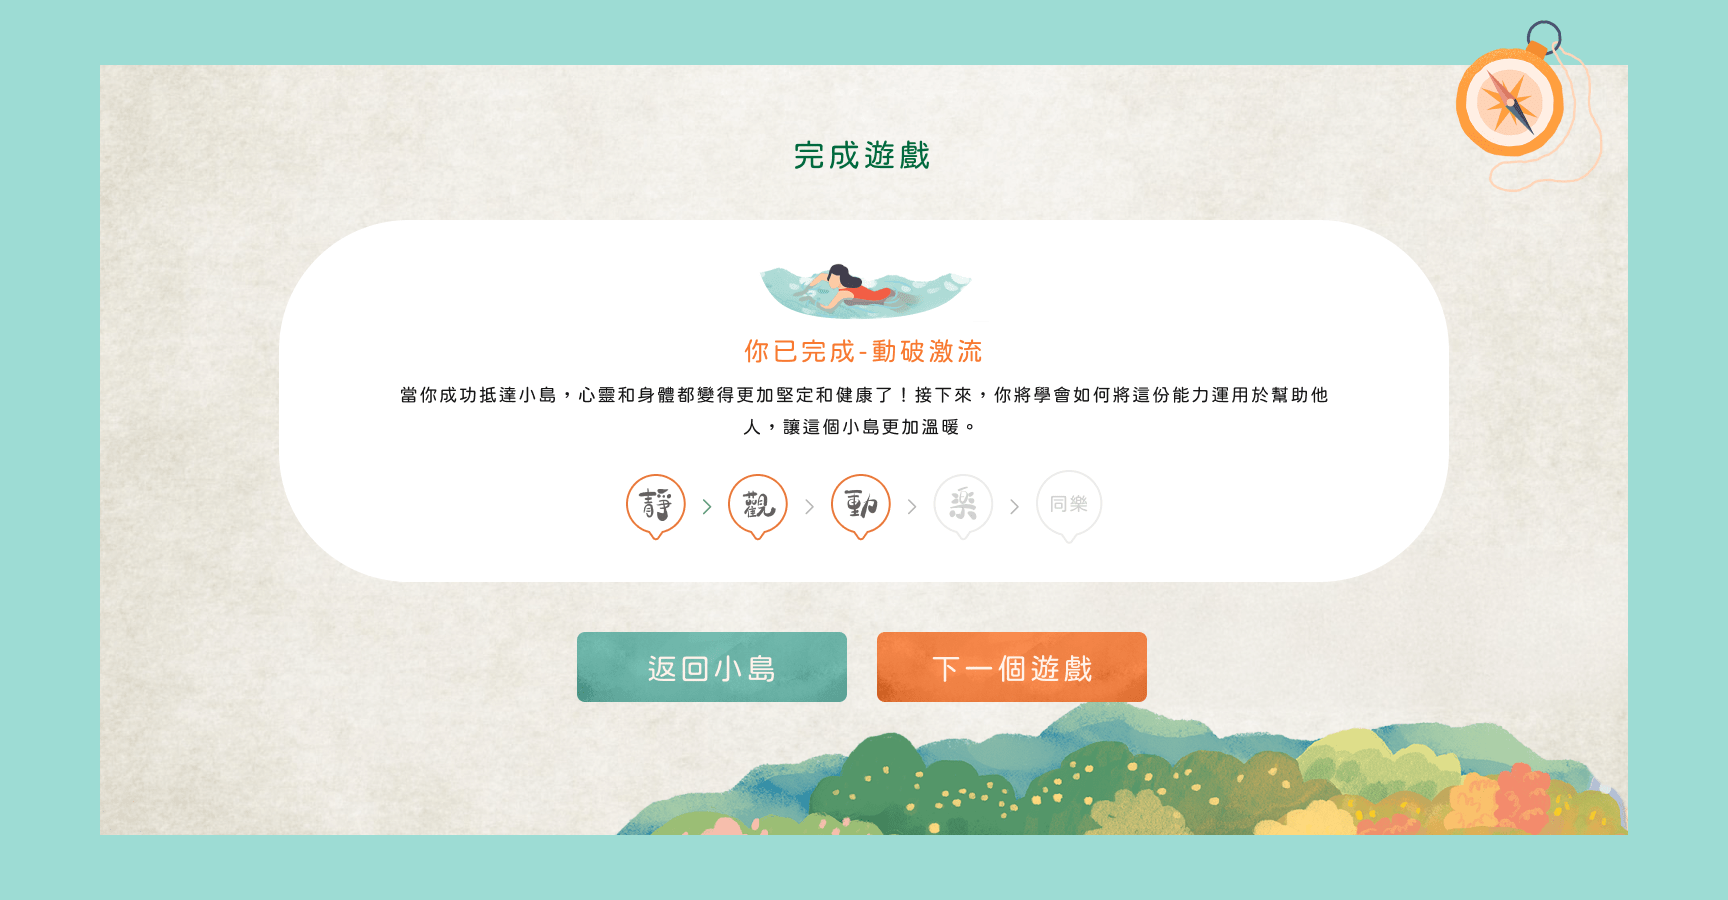 完成遊戲
你已完成-動破激流
當你成功抵達小島，心靈和身體都變得更加堅定和健康了！接下來，你將學會如何將這份能力運用於幫助他
人，讓這個小島更加溫暖。
靜 > 觀 > 動 > 楽 > 同樂
返回小島 下一個遊戲